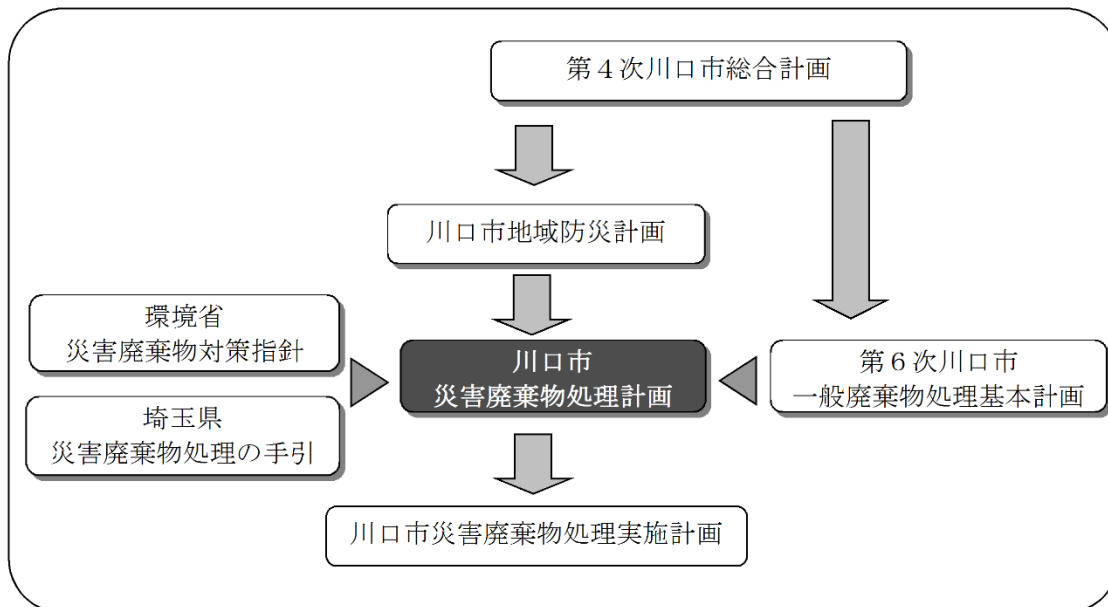 第４次川口市総合計画
川口市地域防災計画
環境省
災害廃棄物対策指針
川口市
災害廃棄物処理計画
第６次川口市
一般廃棄物処理基本計画
埼玉県
災害廃棄物処理の手引
川口市災害廃棄物処理実施計画